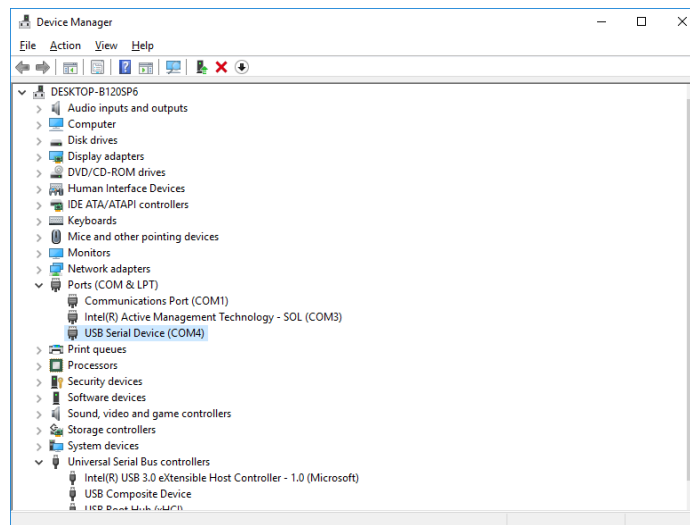 Device Manager
File Action View Help
DESKTOP-B120SP6
Audio inputs and outputs
Computer
Disk drives
Display adapters
DVD/CD-ROM drives
Human Interface Devices
IDE ATA/ATAPI controllers
Keyboards
Mice and other pointing devices
Monitors
Network adapters
Ports (COM & LPT)
Communications Port (COM1)
Intel(R) Active Management Technology - SOL (COM3)
USB Serial Device (COM4)
Print queues
Processors
Security devices
Software devices
Sound, video and game controllers
Storage controllers
System devices
Universal Serial Bus controllers
Intel(R) USB 3.0 eXtensible Host Controller - 1.0 (Microsoft)
USB Composite Device
USB Root Hub (xHCI)